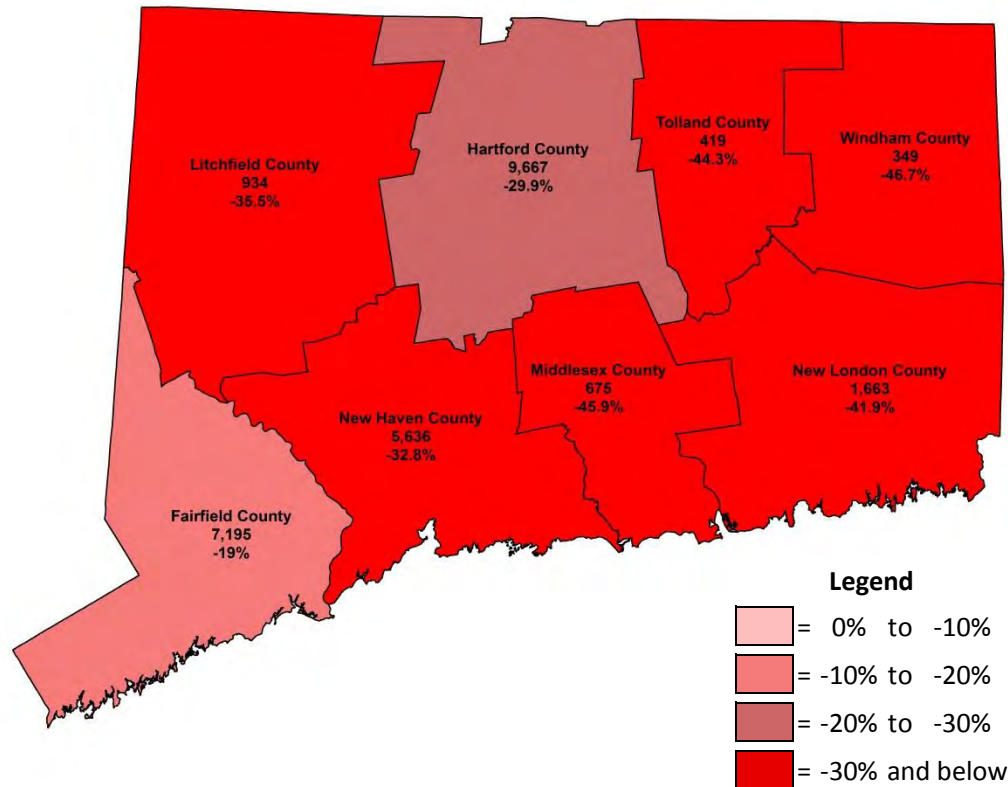 Litchfield County
934
-35.5%
Hartford County
9,667
-29.9%
Tolland County
419
-44.3%
Windham County
349
-46.7%
Fairfield County
7,195
-19%
New Haven County
5,636
-32.8%
Middlesex County
675
-45.9%
New London County
1,663
-41.9%
Legend
= 0% to -10%
= -10% to -20%
= -20% to -30%
= -30% and below